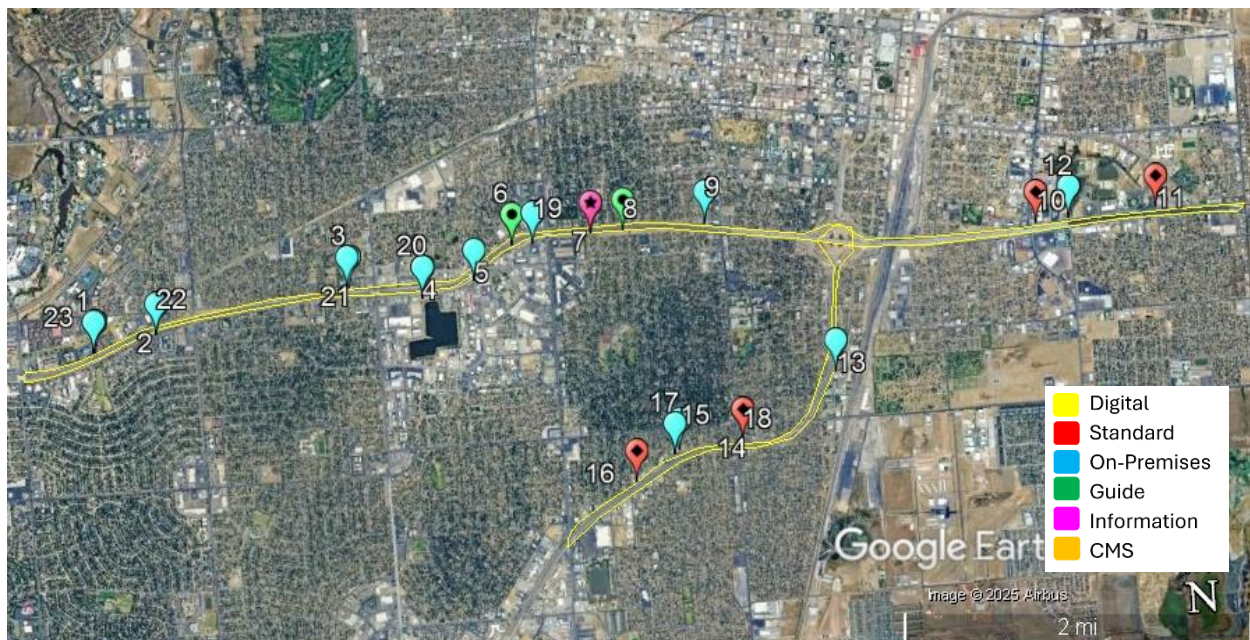 12
9
6
19
8
10
11
7
3
20
5
21
4
22
1
23
2
13
17
15
18
14
16
Digital
Standard
On-Premises
Guide
Information
CMS
Google Eart
Image © 2025 Airbus
N
2 mi